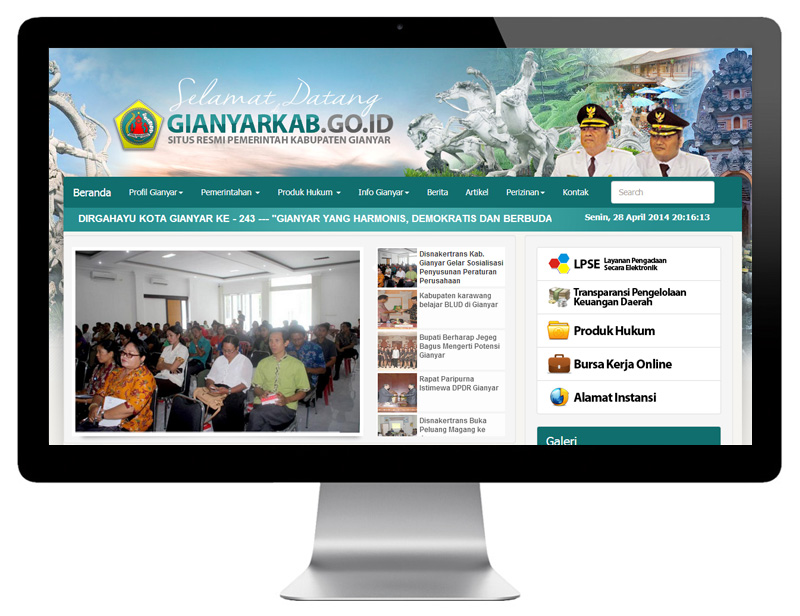 Selamat Datang
GIANYARKAB.GO.ID
SITUS RESMI PEMERINTAH KABUPATEN GIANYAR
Beranda
Profil Gianyar
Pemerintahan
Produk Hukum
Info Gianyar
Berita
Artikel
Perizinan
Kontak
Search
DIRGAHAYU KOTA GIANYAR KE - 243 --- "GIANYAR YANG HARMONIS, DEMOKRATIS DAN BERBUDA
Senin, 28 April 2014 20:16:13
Disnakertrans Kab.
Gianyar Gelar Sosialisasi
Penyusunan Peraturan
Perusahaan
Kabupaten karawang
belajar BLUD di Gianyar
Bupati Berharap Jegeg
Bagus Mengerti Potensi
Gianyar
Rapat Paripurna
Istimewa DPDR Gianyar
Disnakertrans Buka
Peluang Magang ke
LPSE
Layanan Pengadaan
Secara Elektronik
Transparansi Pengelolaan
Keuangan Daerah
Produk Hukum
Bursa Kerja Online
Alamat Instansi
Galeri